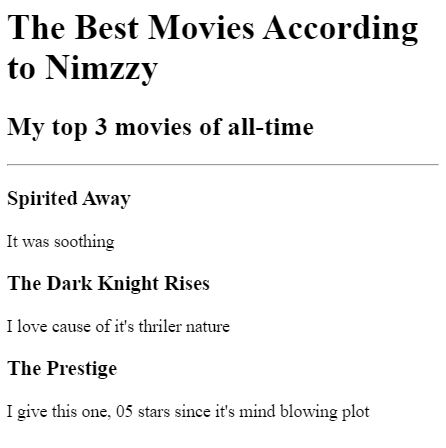 The Best Movies According
to Nimzzy
My top 3 movies of all-time
Spirited Away
It was soothing
The Dark Knight Rises
I love cause of it's thriler nature
The Prestige
I give this one, 05 stars since it's mind blowing plot